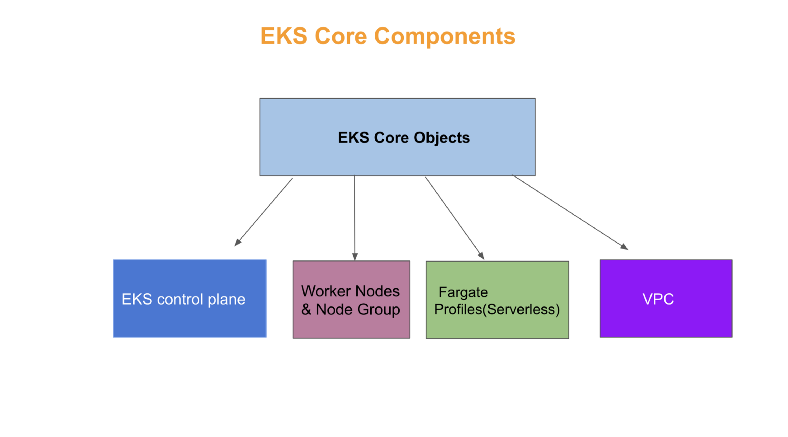 EKS Core Components
EKS Core Objects
EKS control plane
Worker Nodes
& Node Group
Fargate
Profiles(Serverless)
VPC